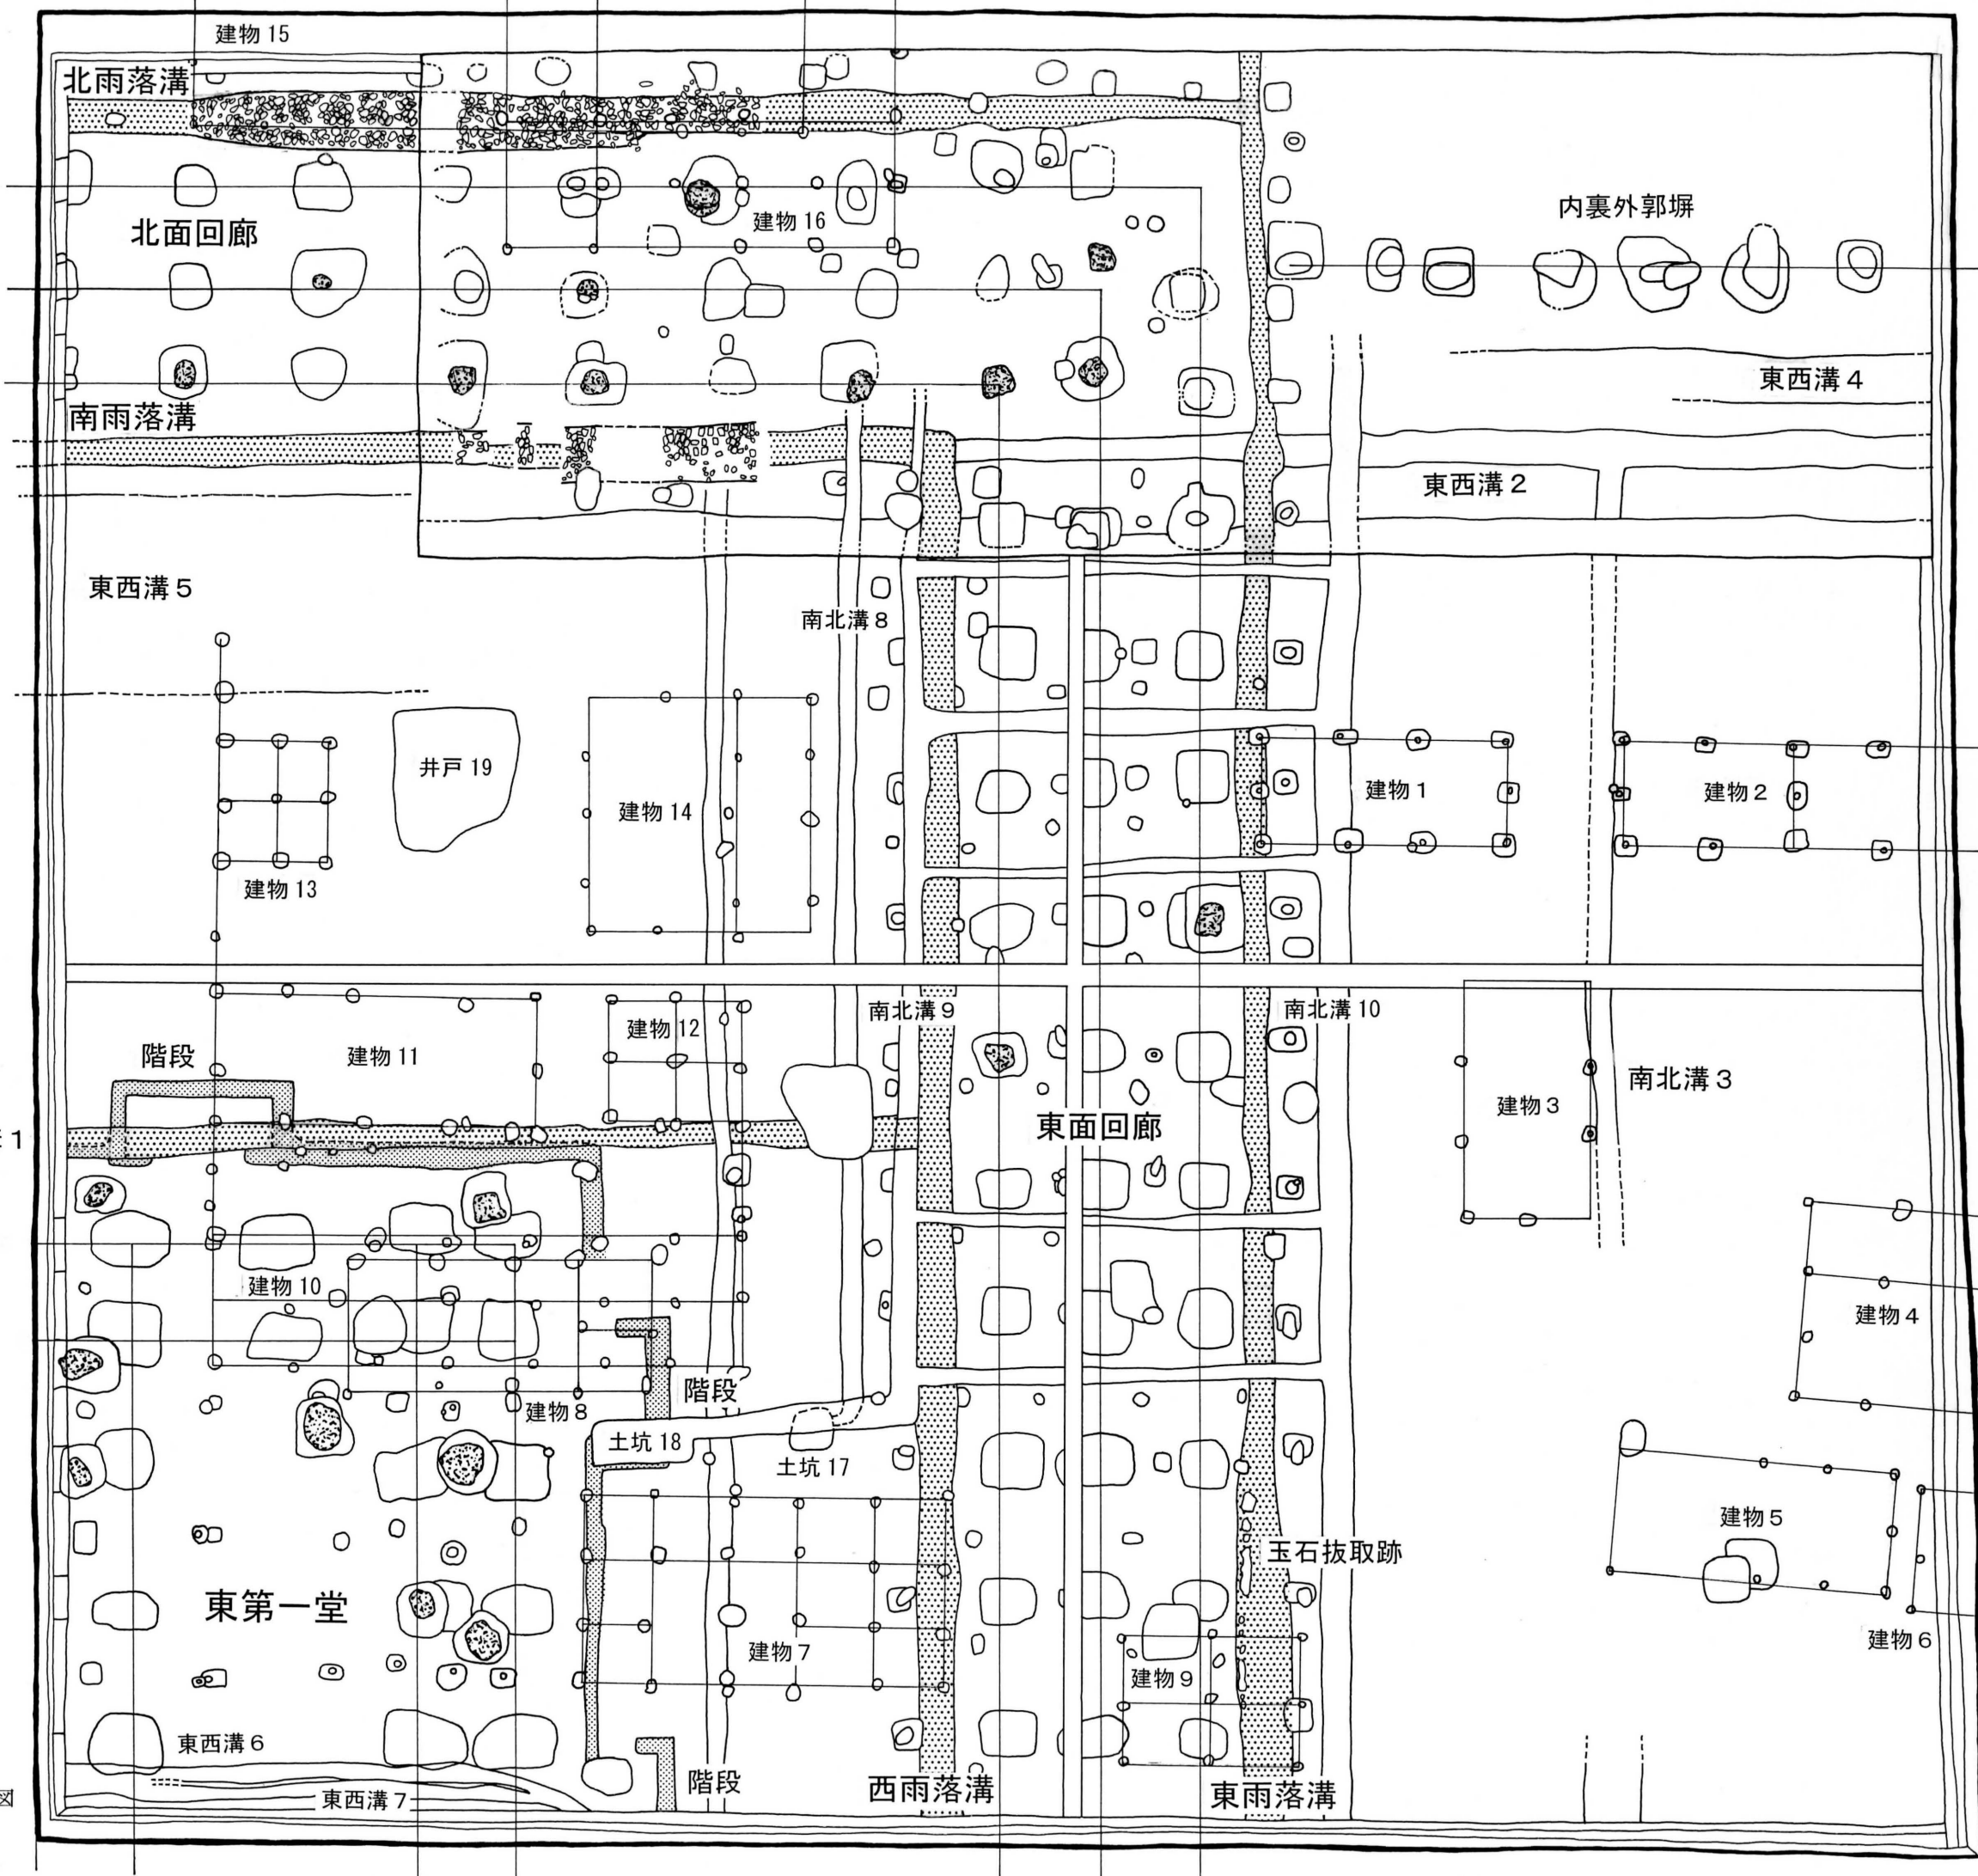 建物 15
北雨落溝
内裏外郭塀
建物 16
北面回廊
東西溝 4
南雨落溝
東西溝 2
東西溝 5
南北溝 8
井戸 19
建物 14
建物 1
建物 2
建物 13
南北溝 9
南北溝 10
建物 12
階段
建物 11
南北溝 3
建物 3
東面回廊
1
建物 10
建物 4
階段
建物 8
土坑 18
土坑 17
建物 5
玉石抜取跡
東第一堂
建物 7
建物 6
建物 9
東西溝 6
階段
西雨落溝
東雨落溝
東西溝 7
図